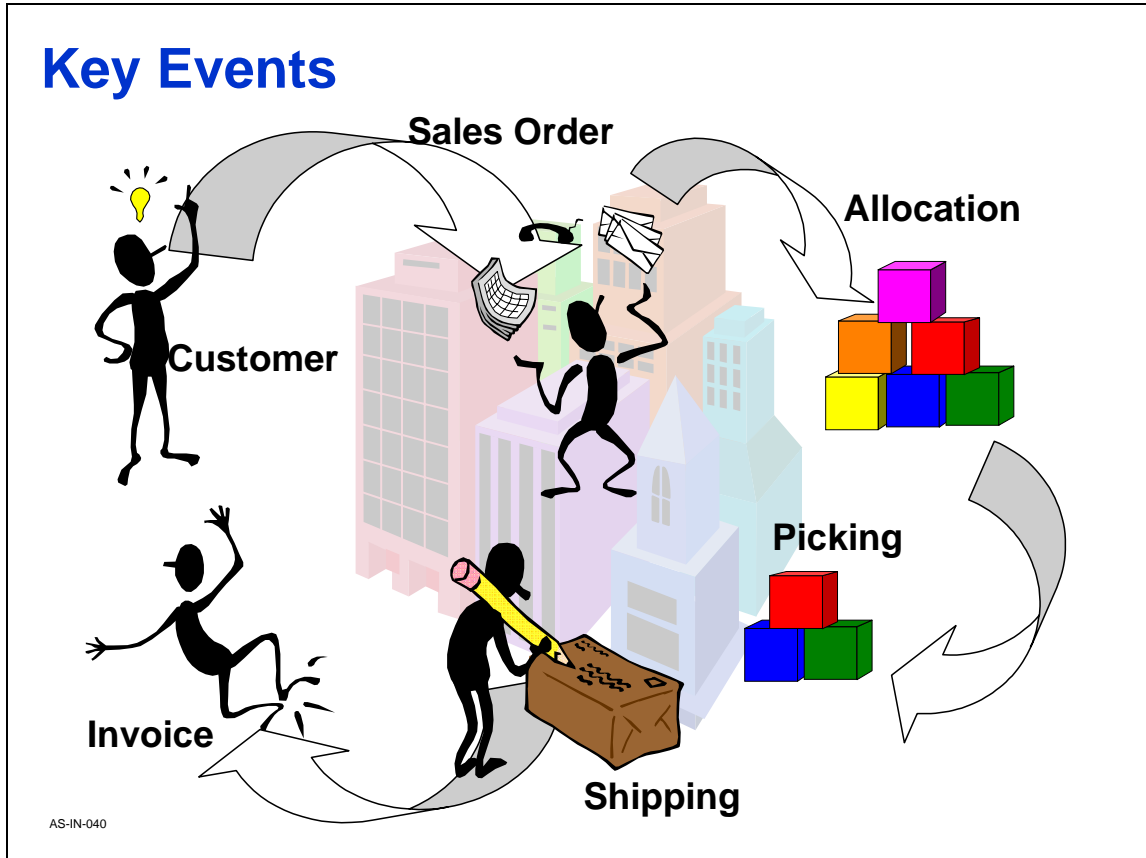 Key Events
Sales Order
Allocation
Customer
Picking
Invoice
Shipping
AS-IN-040